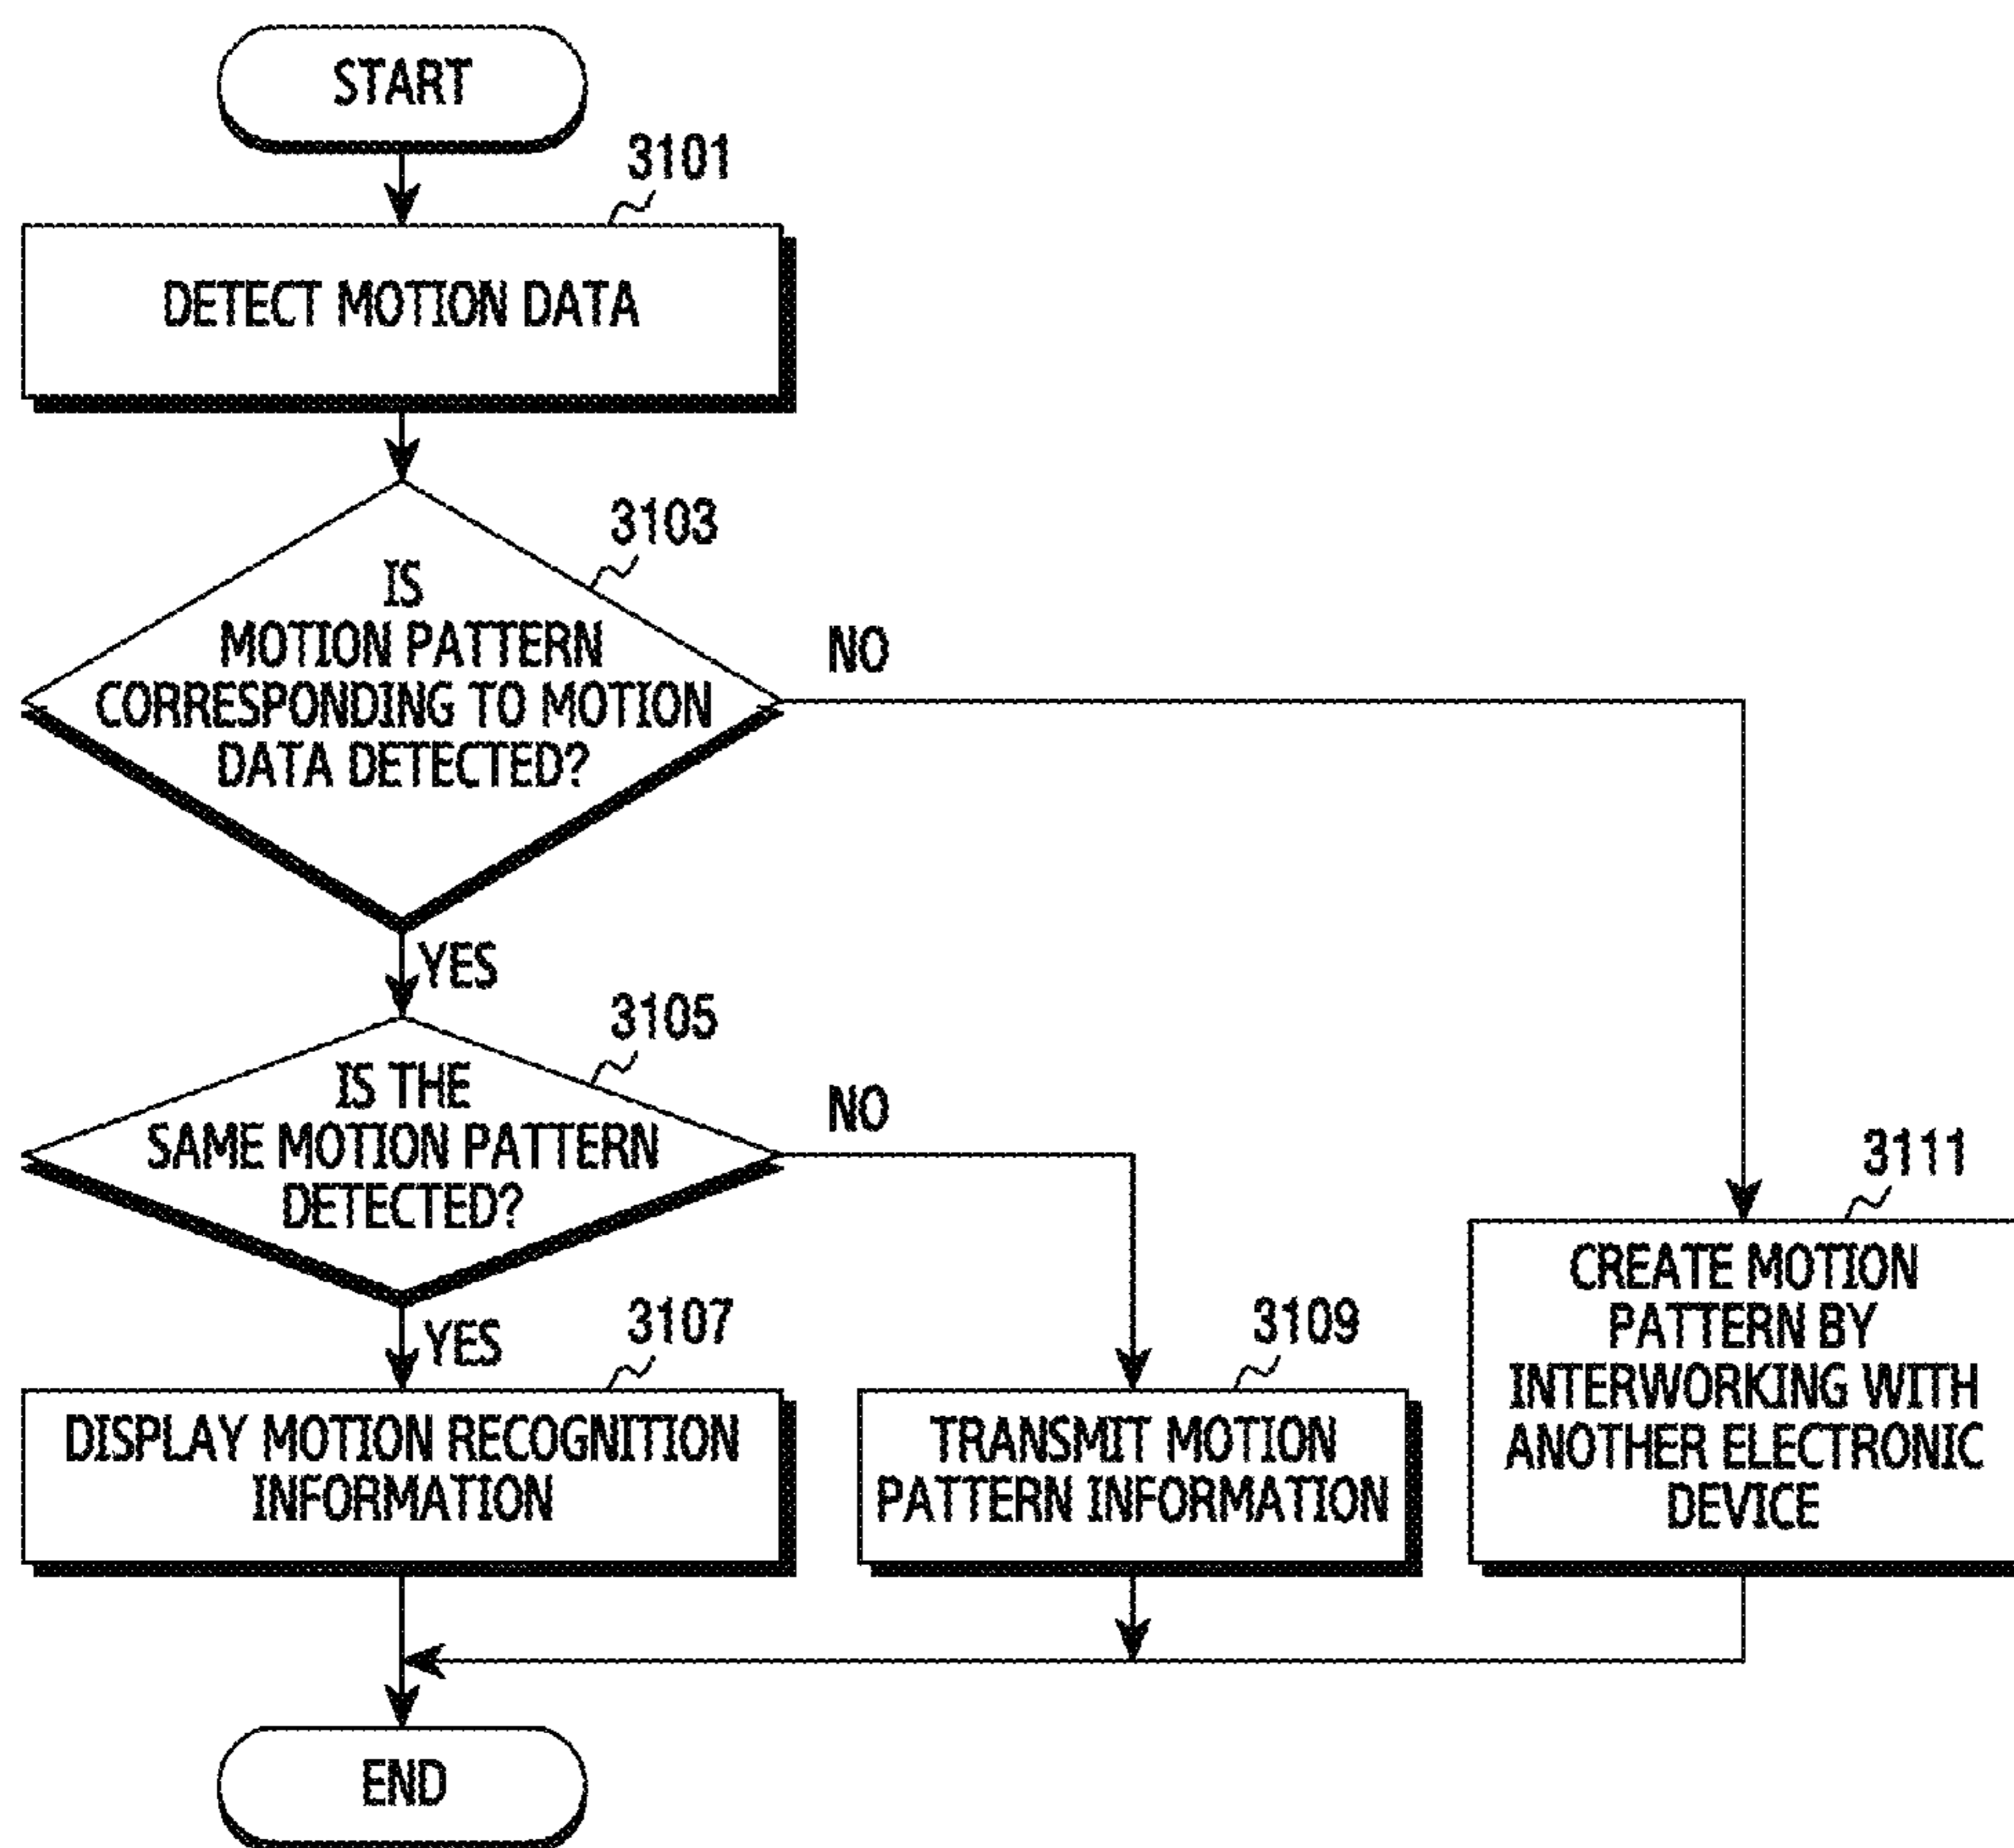 START
3101
DETECT MOTION DATA
3103
IS
MOTION PATTERN
CORRESPONDING TO MOTION
DATA DETECTED?
NO
YES
3105
IS THE
SAME MOTION PATTERN
DETECTED?
NO
YES
3107
DISPLAY MOTION RECOGNITION
INFORMATION
3109
TRANSMIT MOTION
PATTERN INFORMATION
3111
CREATE MOTION
PATTERN BY
INTERWORKING WITH
ANOTHER ELECTRONIC
DEVICE
END